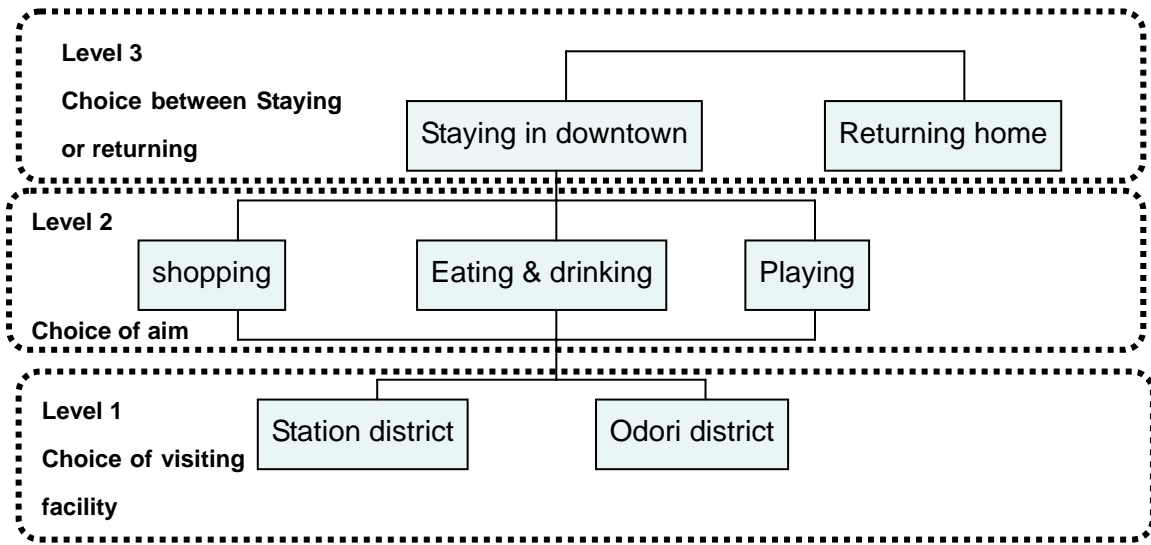 Level 3
Choice between Staying
or returning
Staying in downtown
Returning home
Level 2
shopping
Eating & drinking
Playing
Choice of aim
Level 1
Choice of visiting
facility
Station district
Odori district